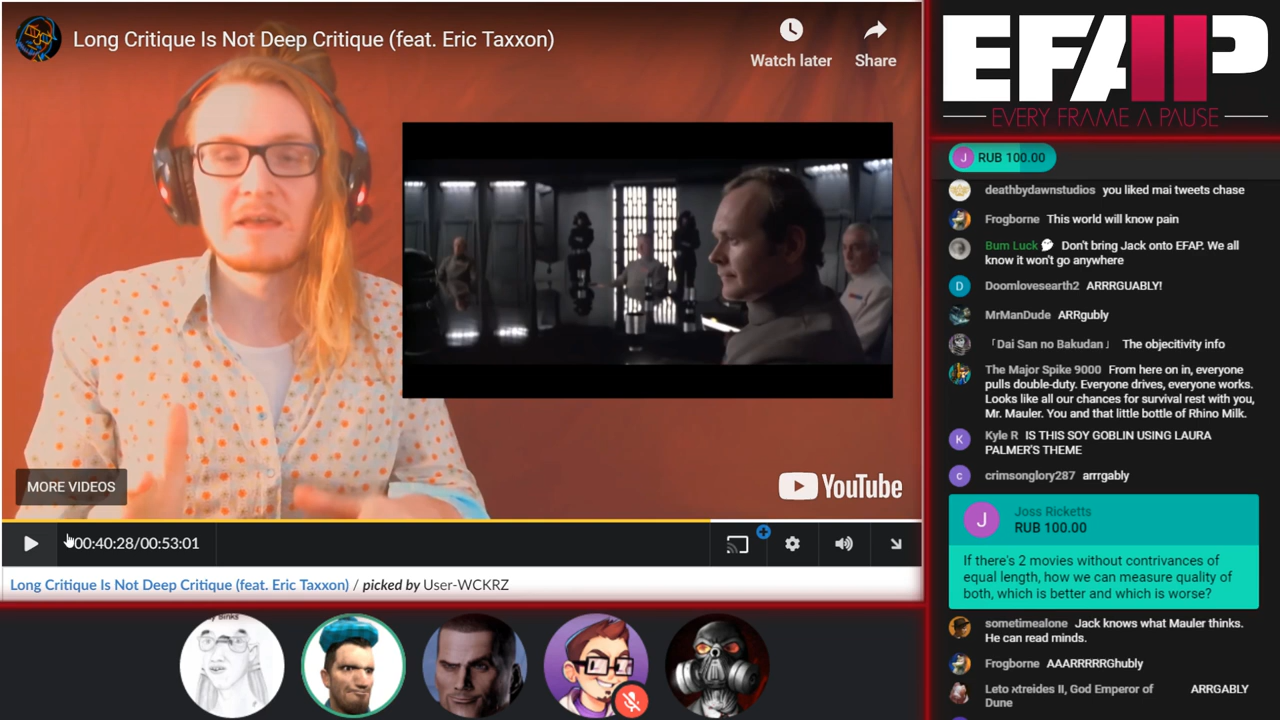 Long Critique Is Not Deep Critique (feat. Eric Taxxon)
Watch later
Share
MORE VIDEOS
YouTube
00:40:28/00:53:01
Long Critique Is Not Deep Critique (feat. Eric Taxxon) / picked by User-WCKRZ
EFAP
EVERY FRAME A PAUSE
J RUB 100.00
deathbydawnstudios you liked mai tweets chase
Frogborne This world will know pain
Bum Luck Don't bring Jack onto EFAP. We all
know it won't go anywhere
D Doomlovesearth2 ARRRGUABLY!
MrManDude ARRgubly
「Dai San no Bakudan」 The objecitivity info
The Major Spike 9000 From here on in, everyone
pulls double-duty. Everyone drives, everyone works.
Looks like all our chances for survival rest with you,
Mr. Mauler. You and that little bottle of Rhino Milk.
K Kyle R IS THIS SOY GOBLIN USING LAURA
PALMER'S THEME
c crimsonglory287 arrrgably
J Joss Ricketts
RUB 100.00
If there's 2 movies without contrivances of
equal length, how we can measure quality of
both, which is better and which is worse?
sometimealone Jack knows what Mauler thinks.
He can read minds.
Frogborne AAARRRRRGhubly
Leto xtreides II, God Emperor of
Dune
ARRGABLY